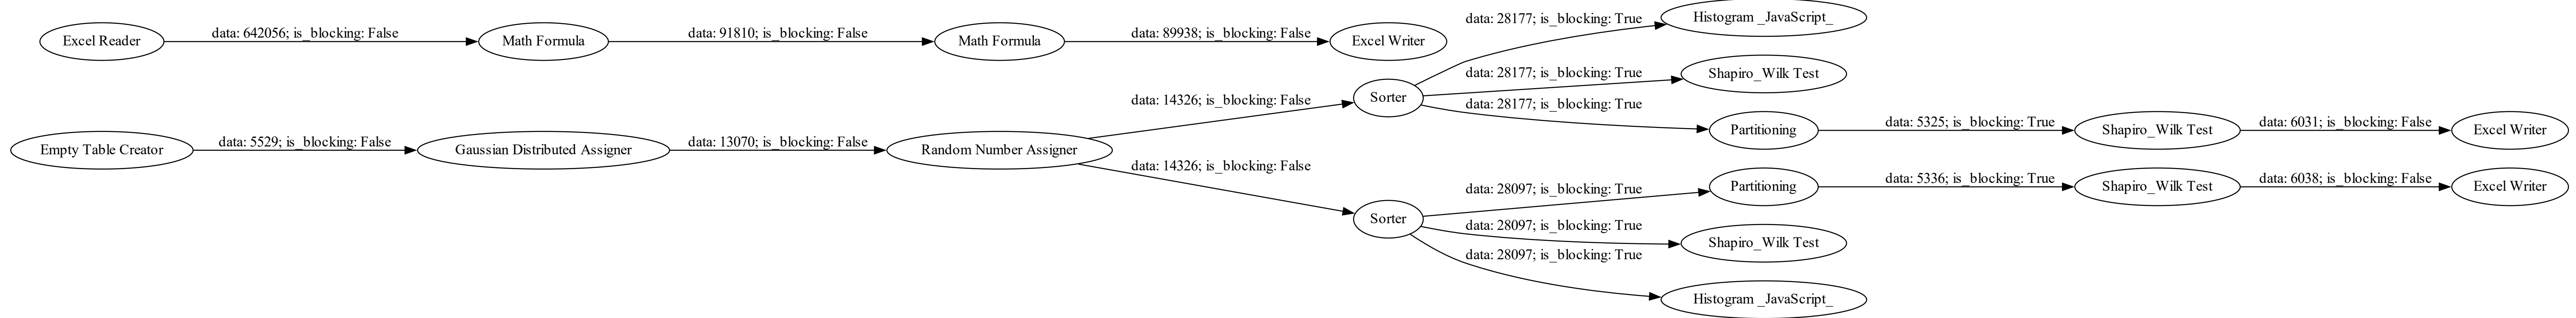 Excel Reader
data: 642056; is_blocking: False
Math Formula
data: 91810; is_blocking: False
Math Formula
data: 89938; is_blocking: False
Excel Writer
Empty Table Creator
data: 5529; is_blocking: False
Gaussian Distributed Assigner
data: 13070; is_blocking: False
Random Number Assigner
data: 14326; is_blocking: False
Sorter
data: 28177; is_blocking: True
Histogram _JavaScript_
data: 28177; is_blocking: True
Shapiro_Wilk Test
data: 28177; is_blocking: True
Partitioning
data: 5325; is_blocking: True
Shapiro_Wilk Test
data: 6031; is_blocking: False
Excel Writer
data: 14326; is_blocking: False
Sorter
data: 28097; is_blocking: True
Partitioning
data: 5336; is_blocking: True
Shapiro_Wilk Test
data: 6038; is_blocking: False
Excel Writer
data: 28097; is_blocking: True
Shapiro_Wilk Test
data: 28097; is_blocking: True
Histogram _JavaScript_